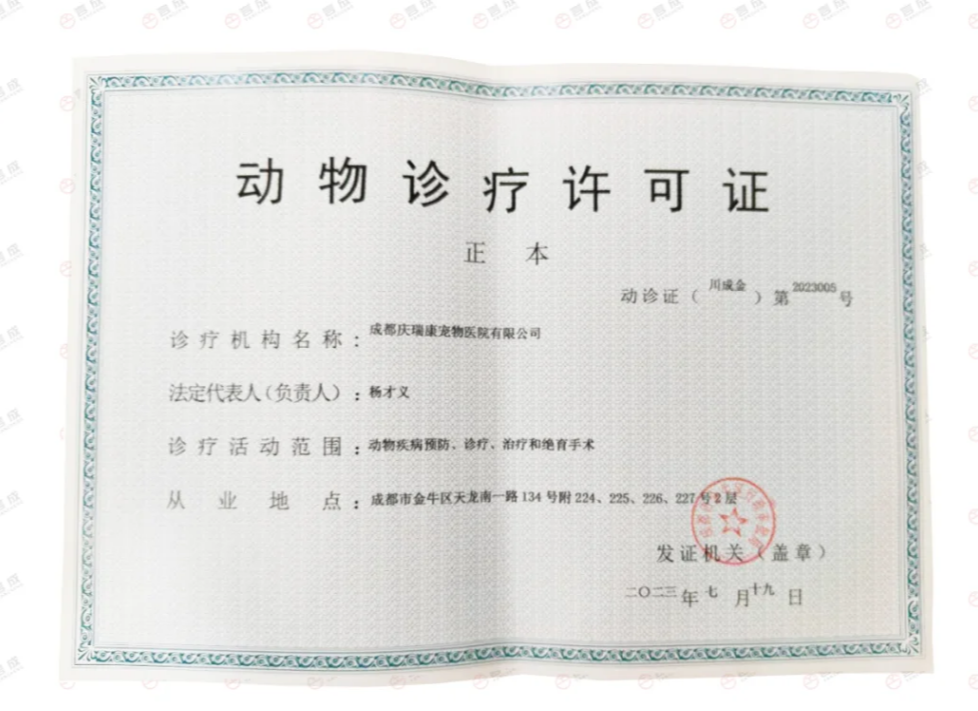 动物诊疗许可证
正本
动诊证（川成金）第2023005号
诊疗机构名称：成都庆瑞康宠物医院有限公司
法定代表人（负责人）：杨才义
诊疗活动范围：动物疾病预防、诊疗、治疗和绝育手术
从业地点：成都市金牛区天龙南一路134号附224、225、226、227号2层
发证机关（盖章）
二〇二三年七月十九日